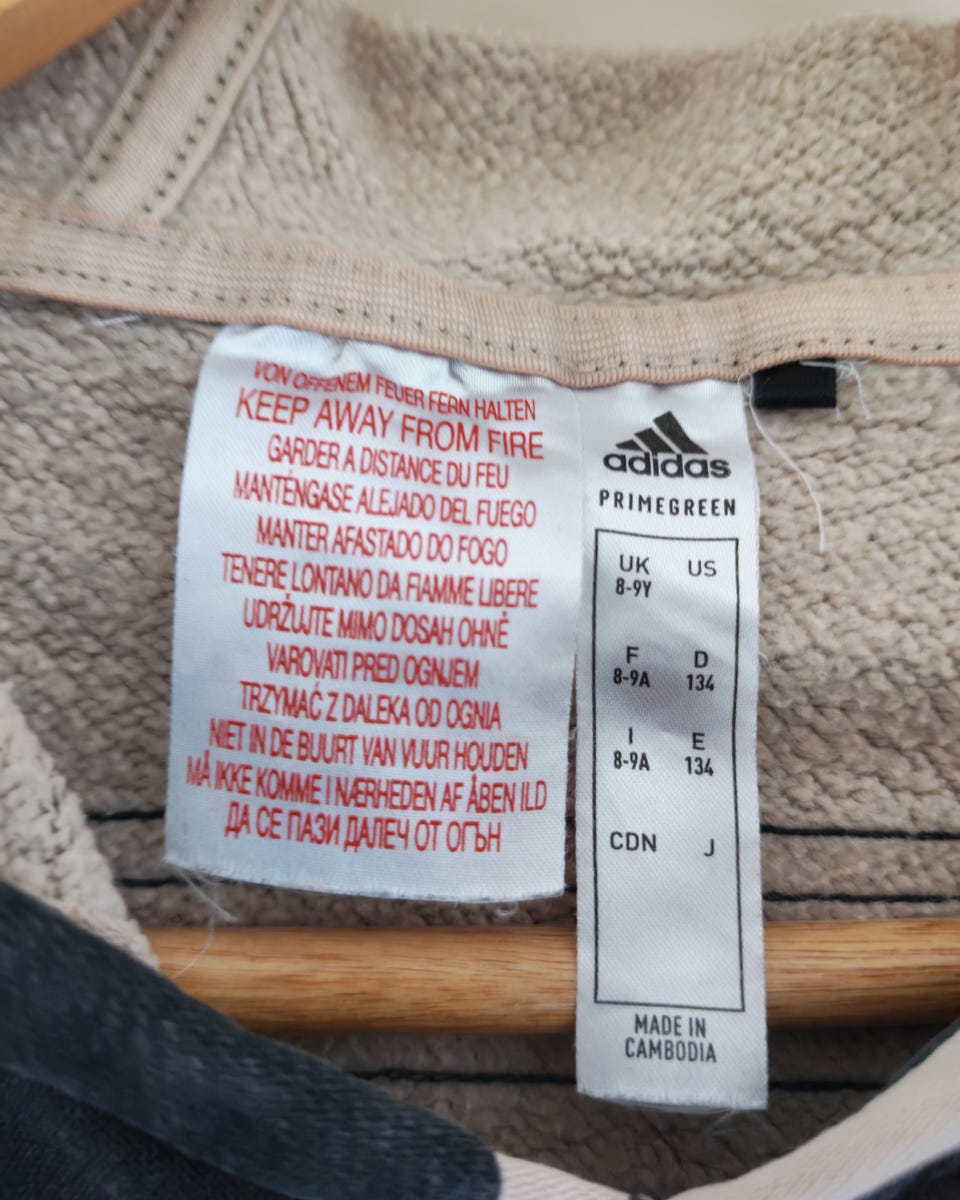 VON OFFENEM FEUER FERN HALTEN
KEEP AWAY FROM FIRE
GARDER A DISTANCE DU FEU
MANTÉNGASE ALEJADO DEL FUEGO
MANTER AFASTADO DO FOGO
TENERE LONTANO DA FIAMME LIBERE
UDRŽUJTE MIMO DOSAH OHNĚ
VAROVATI PRED OGNJEM
TRZYMAĆ Z DALEKA OD OGNIA
NIET IN DE BUURT VAN VUUR HOUDEN
MÅ IKKE KOMME I NÆRHEDEN AF ÅBEN ILD
ДА СЕ ПАЗИ ДАЛЕЧ ОТ ОГЪН
adidas
PRIMEGREEN
UK US
8-9Y
F D
8-9A 134
I E
8-9A 134
CDN J
MADE IN
CAMBODIA